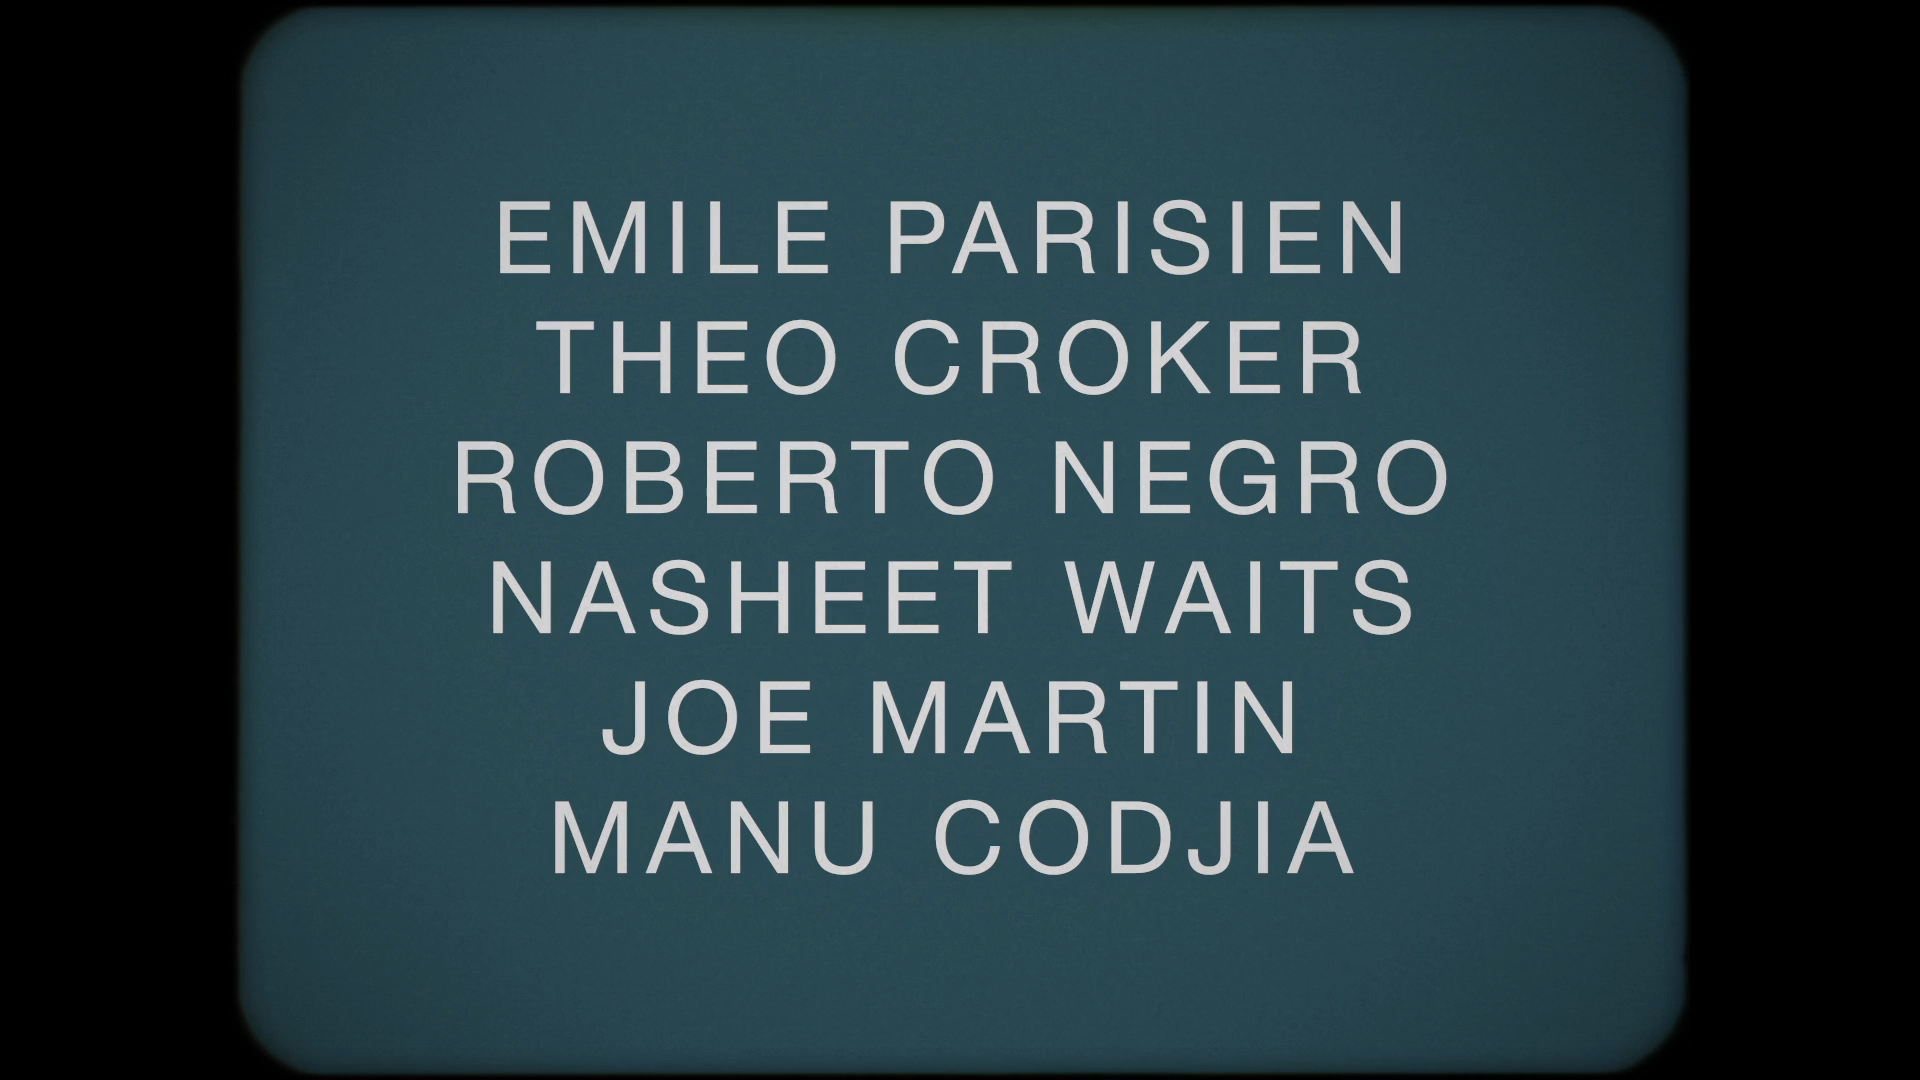 EMILE PARISIEN
THEO CROKER
ROBERTO NEGRO
NASHEET WAITS
JOE MARTIN
MANU CODJIA